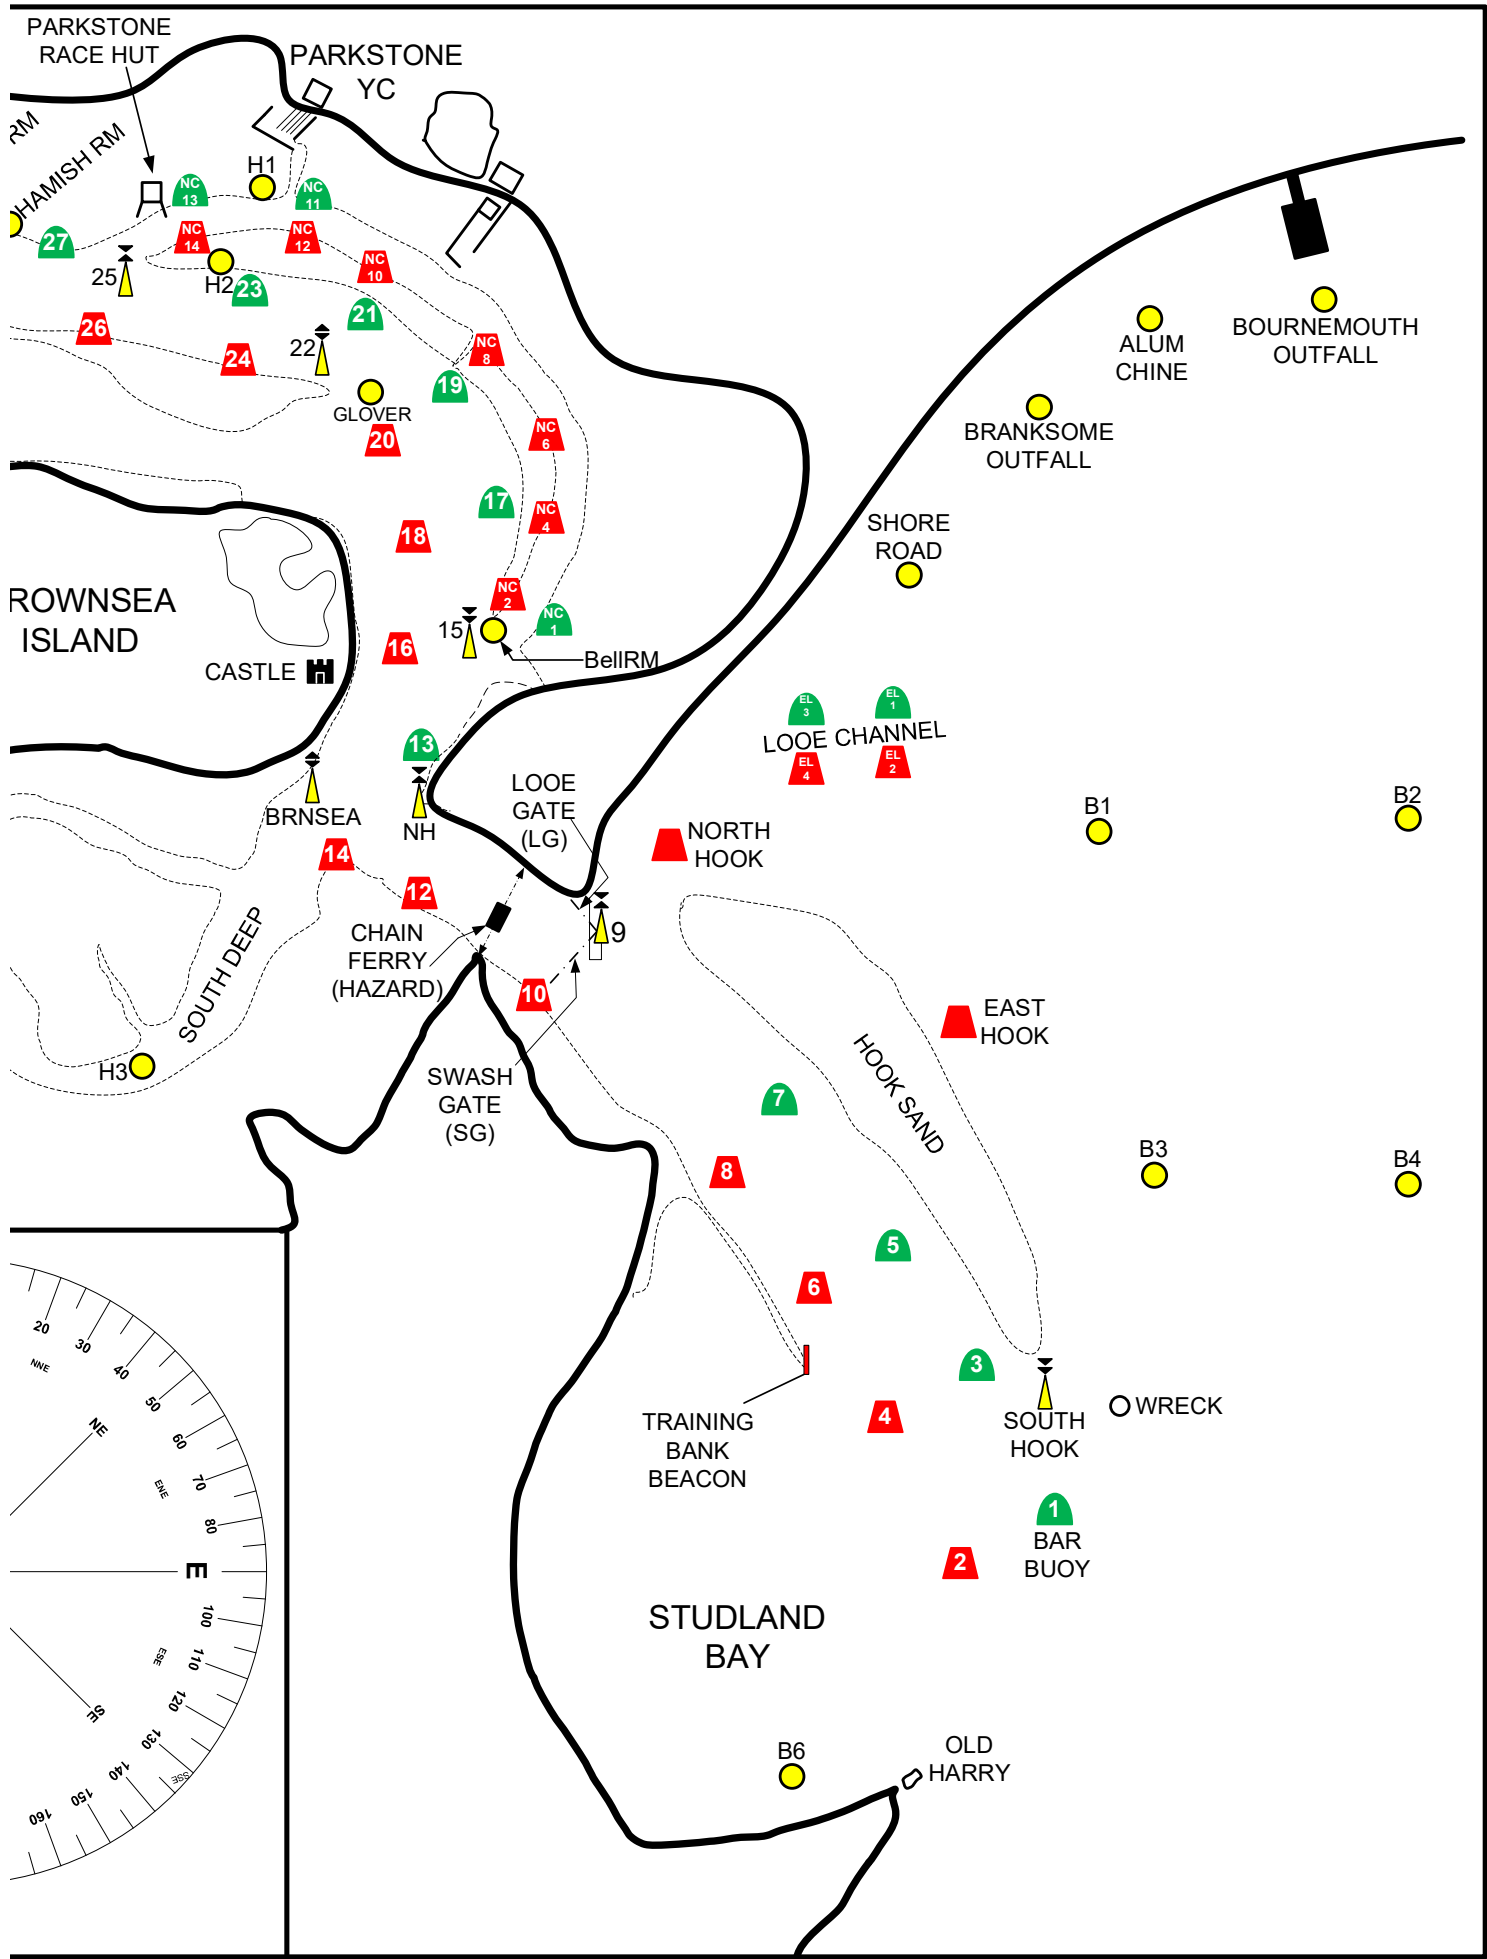 PARKSTONE
RACE HUT
PARKSTONE
YC
RM
HAMISH RM
H1
NC
13
NC
11
27
NC
14
NC
12
NC
10
25
H2
23
21
26
24
22
NC
8
19
GLOVER
20
NC
6
17
NC
4
18
NC
2
NC
1
15
16
BellRM
ROWNSEA
ISLAND
CASTLE
13
BRNSEA
NH
14
12
LOOE
GATE
(LG)
9
CHAIN
FERRY
(HAZARD)
10
SOUTH DEEP
H3
SWASH
GATE
(SG)
ALUM
CHINE
BOURNEMOUTH
OUTFALL
BRANKSOME
OUTFALL
SHORE
ROAD
EL
3
EL
1
LOOE CHANNEL
EL
4
EL
2
NORTH
HOOK
B1
B2
EAST
HOOK
HOOK SAND
7
8
B3
B4
5
6
3
4
SOUTH
HOOK
WRECK
TRAINING
BANK
BEACON
1
BAR
BUOY
2
STUDLAND
BAY
B6
OLD
HARRY
20
30
40
50
60
70
80
NNE
NE
ENE
E
100
110
120
130
140
150
160
ESE
SE
SSE